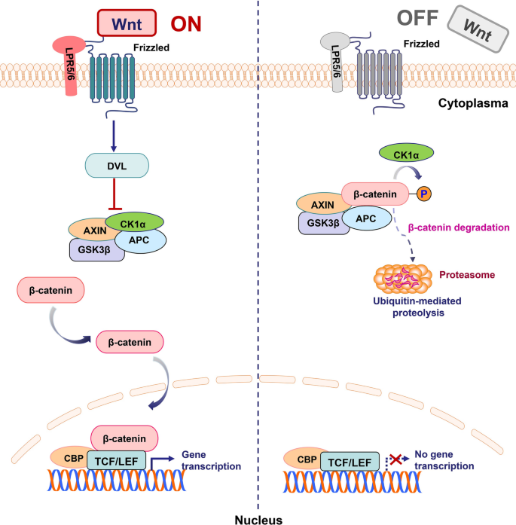 Wnt
ON
LPR5/6
Frizzled
DVL
AXIN
CK1α
GSK3β
APC
β-catenin
β-catenin
β-catenin
CBP
TCF/LEF
Gene
transcription
OFF
Wnt
LPR5/6
Frizzled
Cytoplasma
CK1α
β-catenin
P
AXIN
GSK3β
APC
β-catenin degradation
Proteasome
Ubiquitin-mediated
proteolysis
CBP
TCF/LEF
No gene
transcription
Nucleus